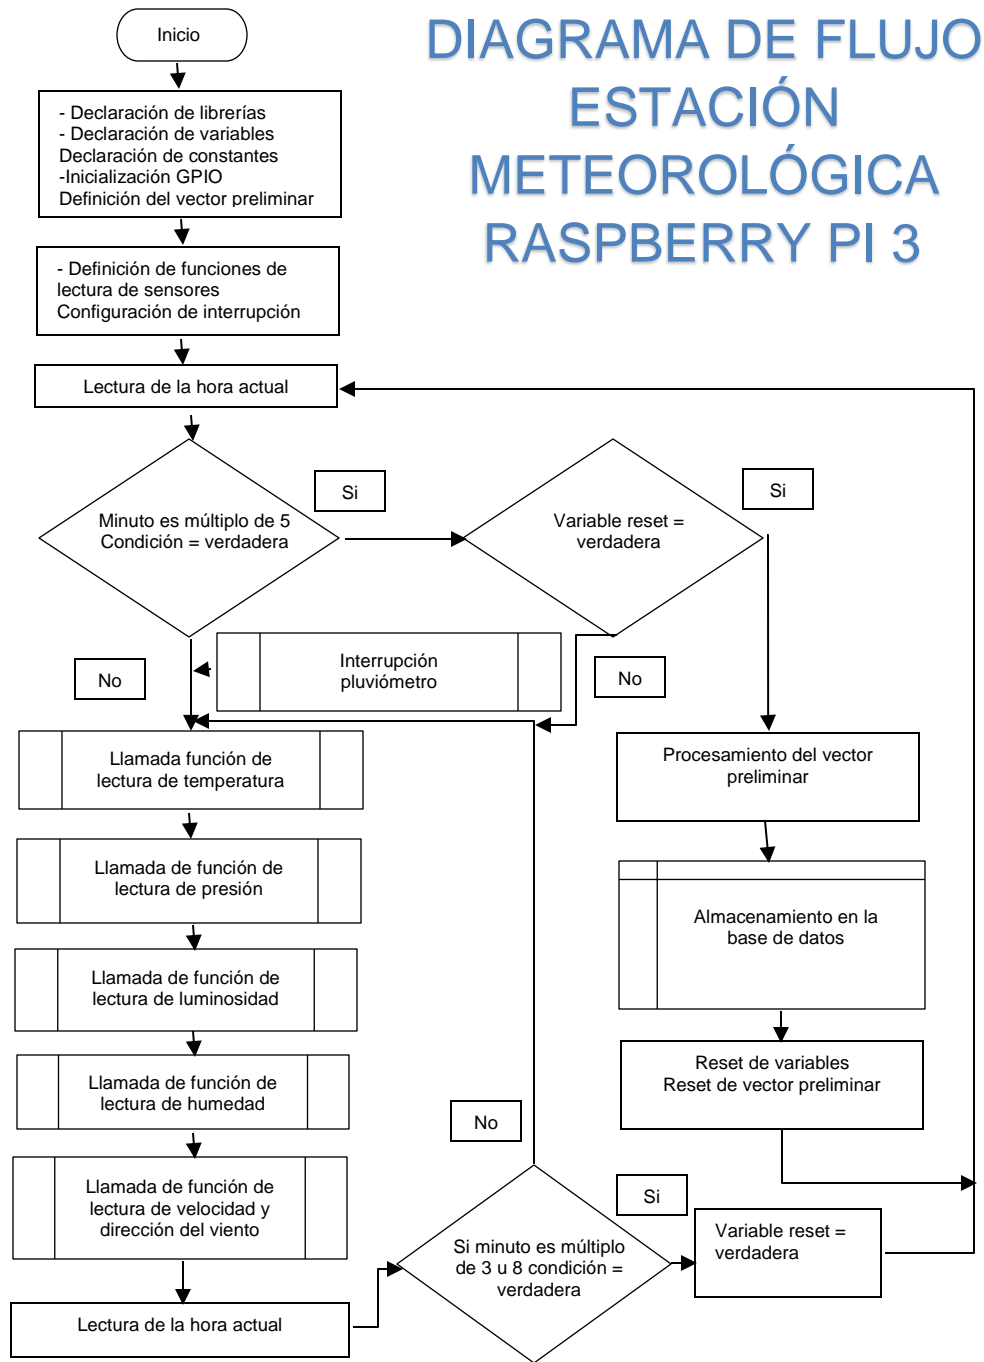 DIAGRAMA DE FLUJO
ESTACIÓN
METEOROLÓGICA
RASPBERRY PI 3
Inicio
- Declaración de librerías
- Declaración de variables
Declaración de constantes
-Inicialización GPIO
Definición del vector preliminar
- Definición de funciones de
lectura de sensores
Configuración de interrupción
Lectura de la hora actual
Minuto es múltiplo de 5
Condición = verdadera
Si
Variable reset =
verdadera
Si
No
Interrupción
pluviómetro
No
Llamada función de
lectura de temperatura
Procesamiento del vector
preliminar
Llamada de función de
lectura de presión
Almacenamiento en la
base de datos
Llamada de función de
lectura de luminosidad
Reset de variables
Reset de vector preliminar
Llamada de función de
lectura de humedad
No
Llamada de función de
lectura de velocidad y
dirección del viento
Si
Si minuto es múltiplo
de 3 u 8 condición =
verdadera
Variable reset =
verdadera
Lectura de la hora actual